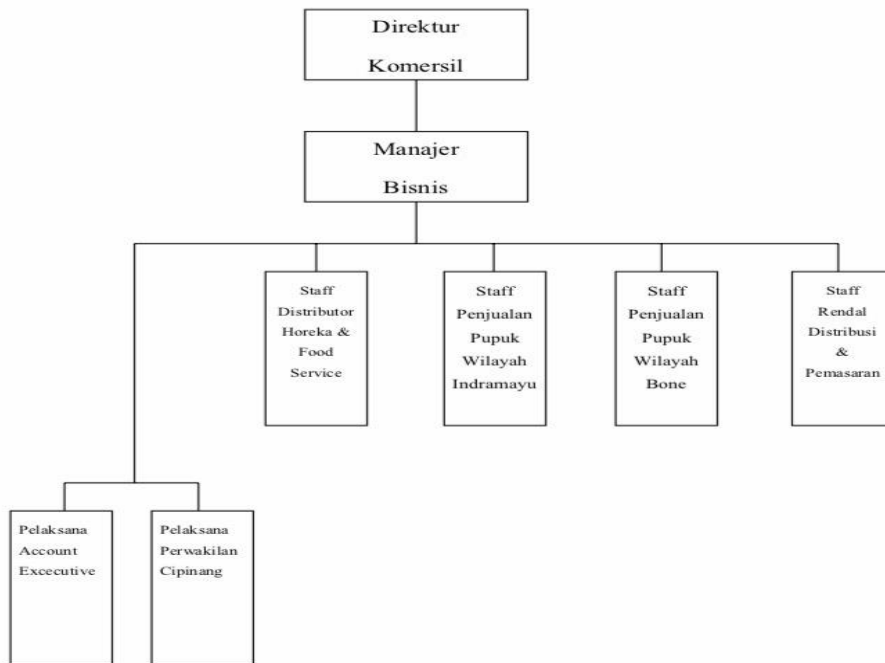 Direktur
Komersil
Manajer
Bisnis
Staff
Distributor
Horeka &
Food
Service
Staff
Penjualan
Pupuk
Wilayah
Indramayu
Staff
Penjualan
Pupuk
Wilayah
Bone
Staff
Rendal
Distribusi
&
Pemasaran
Pelaksana
Account
Excecutive
Pelaksana
Perwakilan
Cipinang